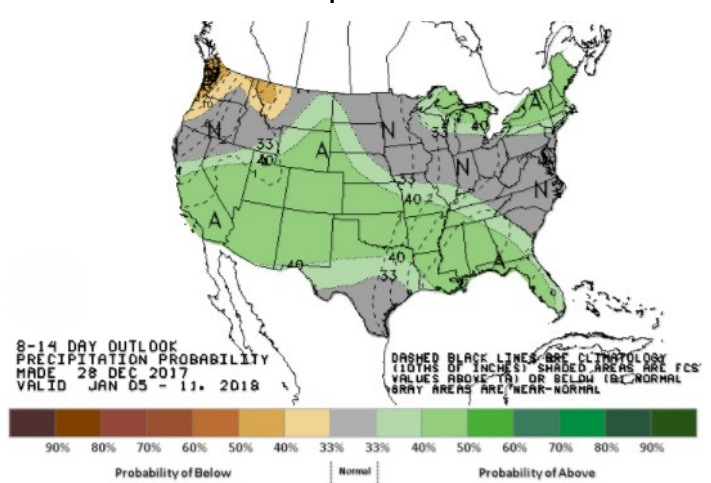 N
33
40
A
N
33
40
A
N
33
40
N
A
40
40
33
A
8-14 DAY OUTLOOK
PRECIPITATION PROBABILITY
MADE 28 DEC 2017
VALID JAN 05 - 11, 2018
DASHED BLACK LINES ARE CLIMATOLOGY
(10THS OF INCHES) SHADED AREAS ARE FCST
VALUES ABOVE (A) OR BELOW (B) NORMAL
GRAY AREAS ARE NEAR-NORMAL
90% 80% 70% 60% 50% 40% 33% 33% 40% 50% 60% 70% 80% 90%
Probability of Below Normal Probability of Above